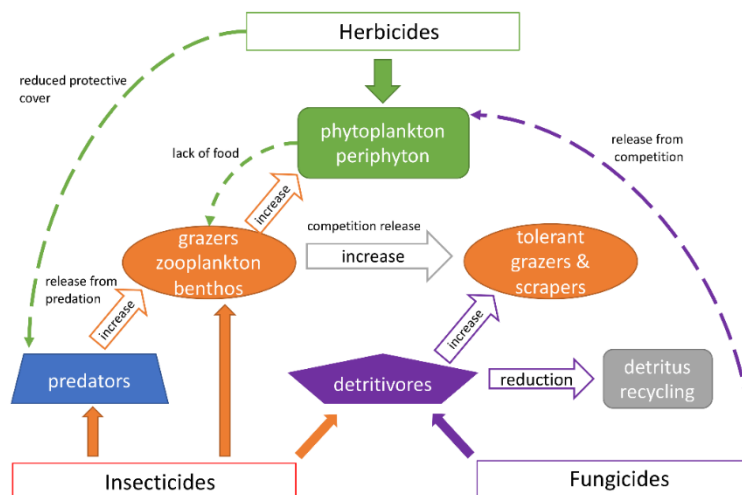 Herbicides
reduced protective
cover
phytoplankton
periphyton
release from
competition
lack of food
increase
grazers
zooplankton
benthos
competition release
increase
tolerant
grazers &
scrapers
release from
predation
increase
increase
predators
detritivores
reduction
detritus
recycling
Insecticides
Fungicides